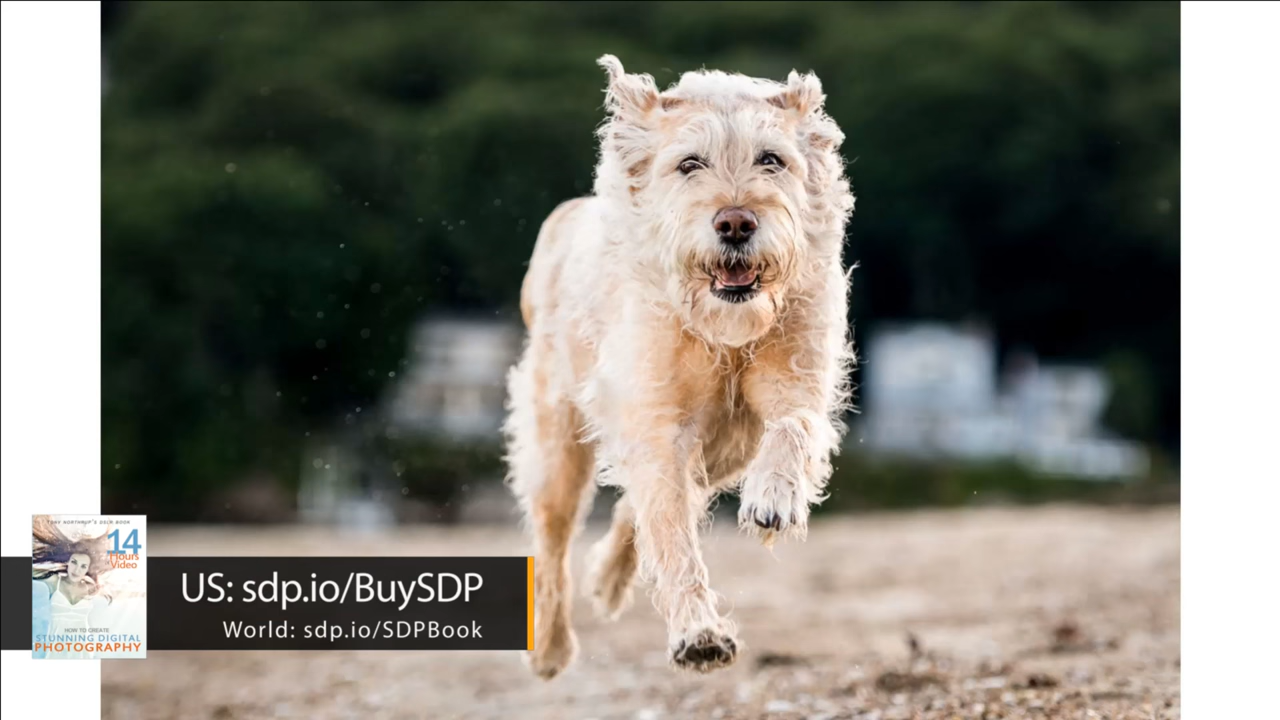 TONY NORTHRUP'S DSLR BOOK
14
Hours
Video
HOW TO CREATE
STUNNING DIGITAL
PHOTOGRAPHY
US: sdp.io/BuySDP
World: sdp.io/SDPBook